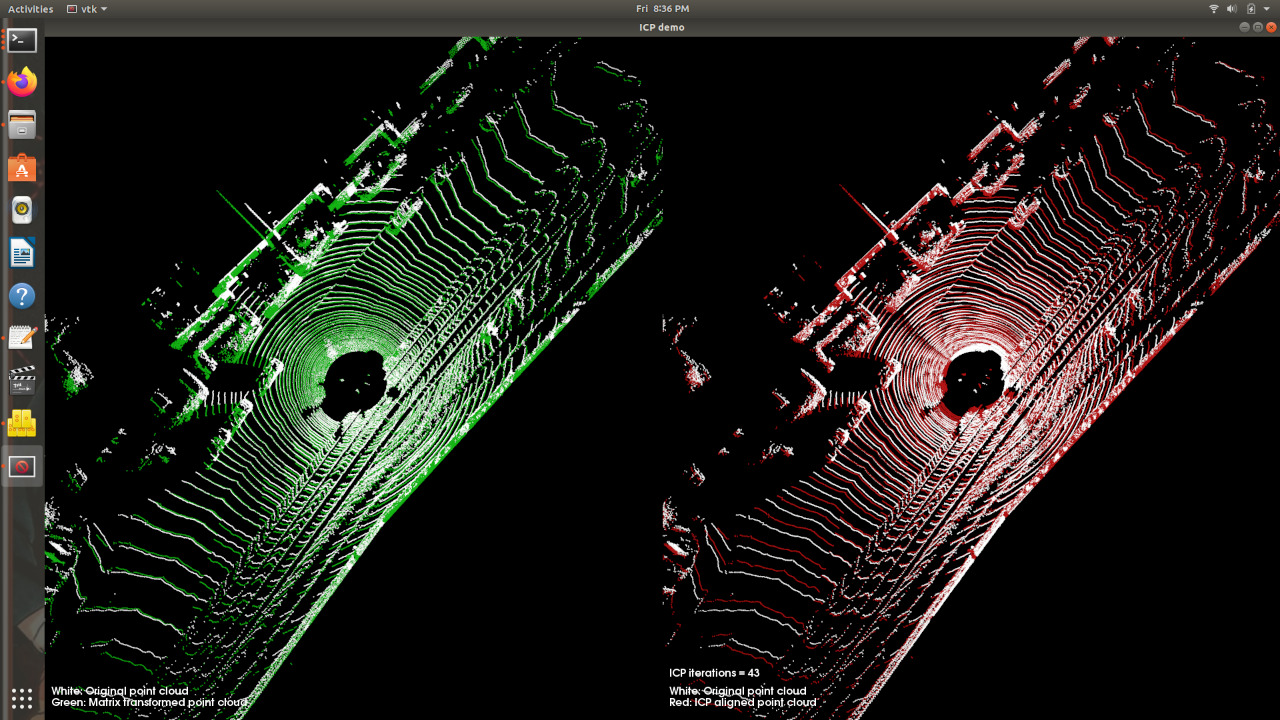 Activities vtk Fri 8:36 PM
ICP demo
White: Original point cloud
Green: Matrix transformed point cloud
ICP iterations = 43
White: Original point cloud
Red: ICP aligned point cloud